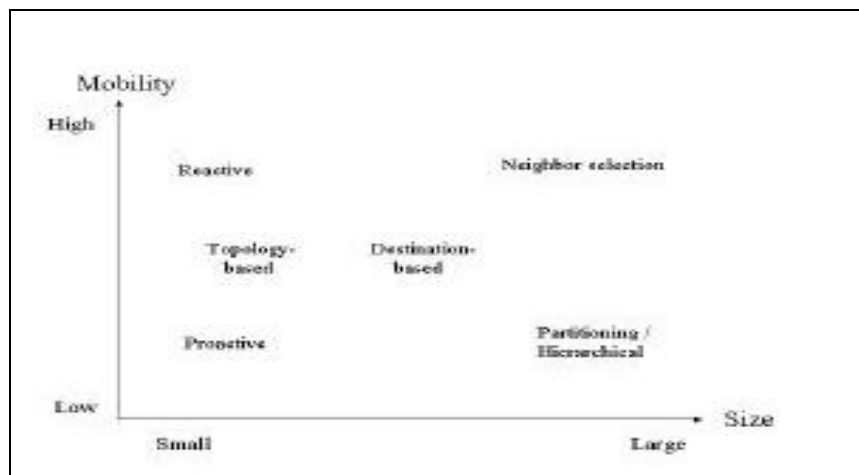 Mobility
High
Reactive
Neighbor selection
Topology-
based
Destination-
based
Proactive
Partitioning /
Hierarchical
Low
Size
Small
Large